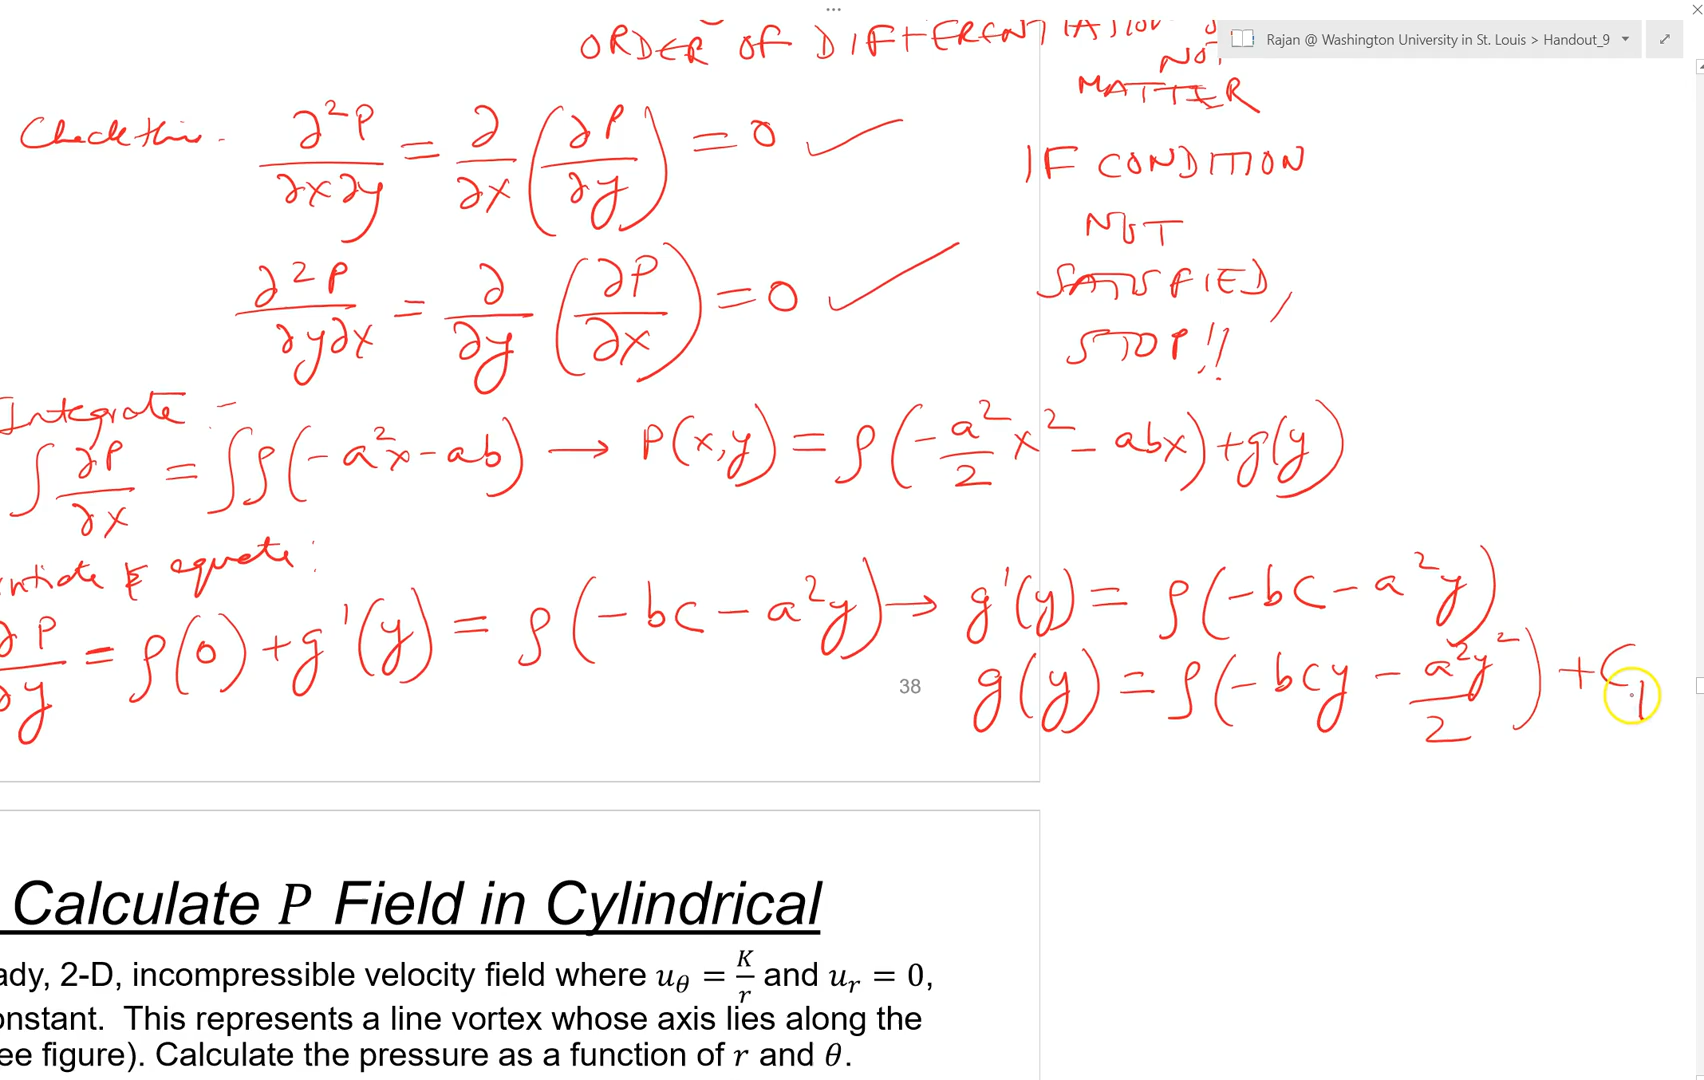 ...
Rajan @ Washington University in St. Louis > Handout_9
ORDER OF DIFFERENTIATION
NOT
MATTER
Check this - ∂²P/∂x∂y = ∂/∂x (∂P/∂y) = 0 ✓
IF CONDITION
NOT
SATISFIED,
STOP!!
∂²P/∂y∂x = ∂/∂y (∂P/∂x) = 0 ✓
Integrate :-
∫ ∂P/∂x = ∫ρ(-a²x - ab) → P(x,y) = ρ(-a²/2 x² - abx) + g(y)
ntiate & equate:
∂P/∂y = ρ(0) + g'(y) = ρ(-bc - a²y) → g'(y) = ρ(-bc - a²y)
g(y) = ρ(-bcy - a²y²/2) + C₁
38
Calculate P Field in Cylindrical
ady, 2-D, incompressible velocity field where u_θ = K/r and u_r = 0,
onstant. This represents a line vortex whose axis lies along the
ee figure). Calculate the pressure as a function of r and θ.